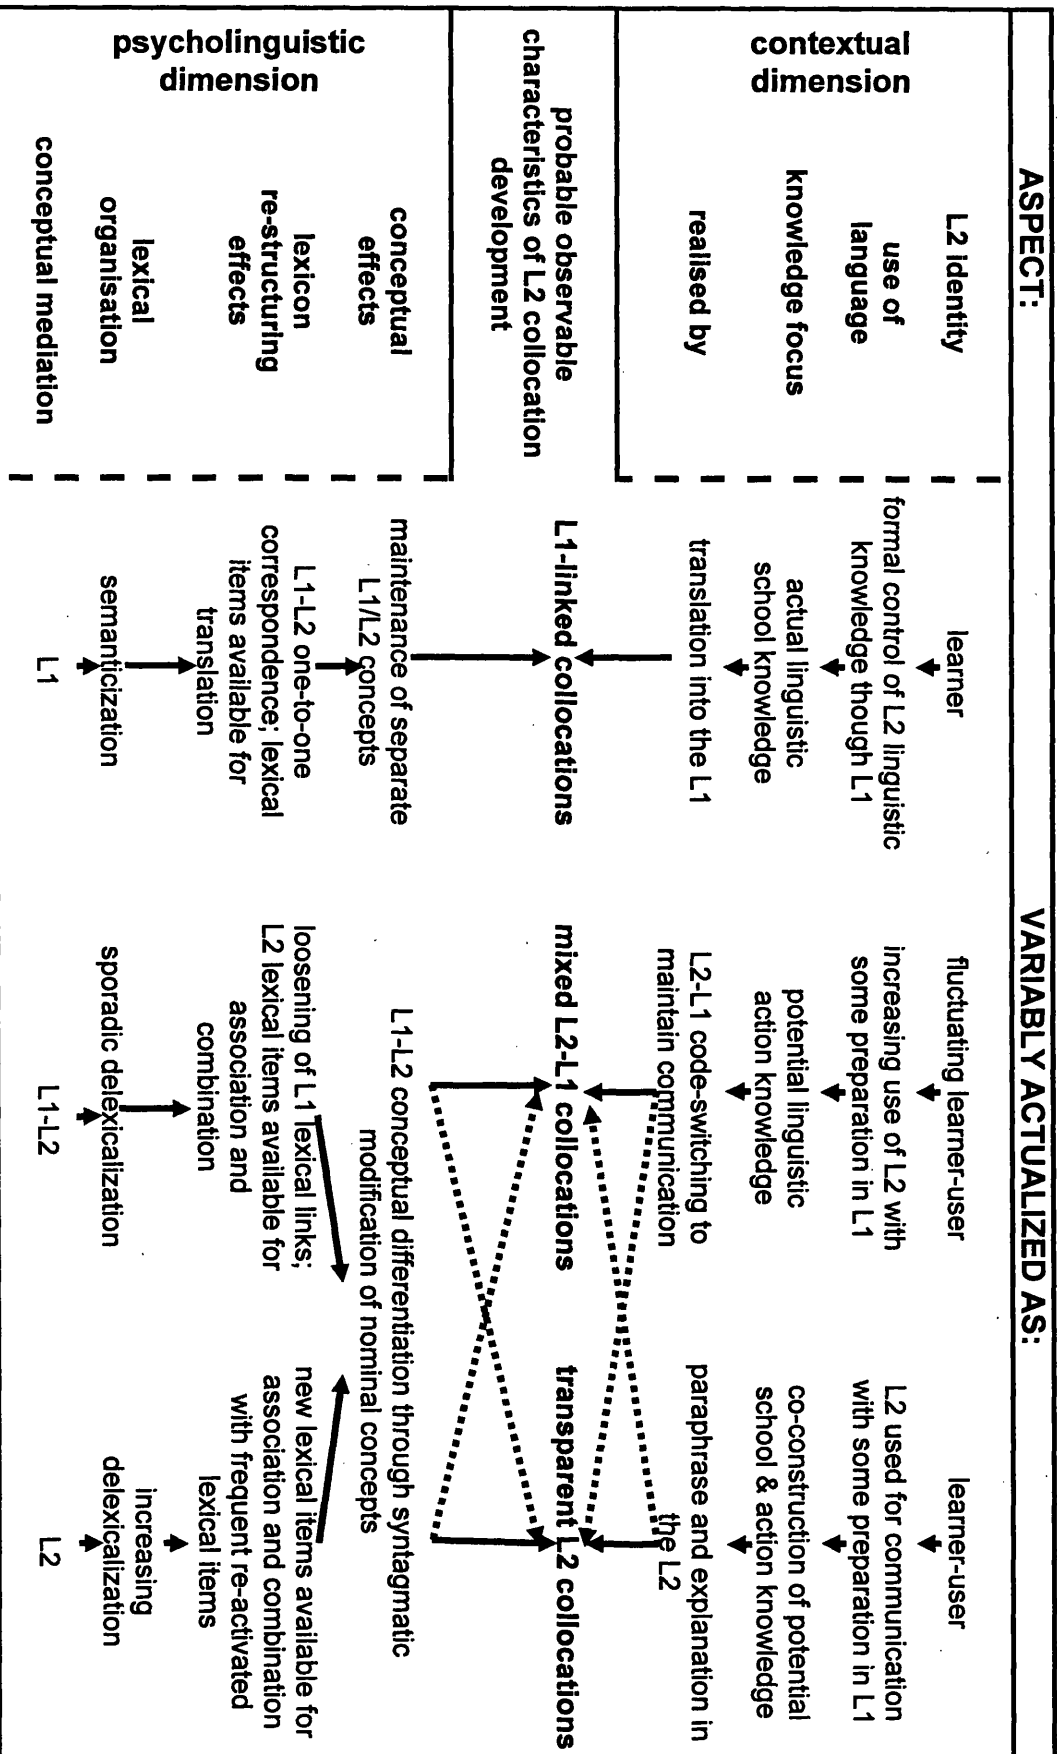 ASPECT:
VARIABLY ACTUALIZED AS:
contextual
dimension
L2 identity
learner
fluctuating learner-user
learner-user
use of
language
formal control of L2 linguistic
knowledge though L1
increasing use of L2 with
some preparation in L1
L2 used for communication
with some preparation in L1
knowledge focus
actual linguistic
school knowledge
potential linguistic
action knowledge
co-construction of potential
school & action knowledge
realised by
translation into the L1
L2-L1 code-switching to
maintain communication
paraphrase and explanation in
the L2
probable observable
characteristics of L2 collocation
development
L1-linked collocations
mixed L2-L1 collocations
transparent L2 collocations
psycholinguistic
dimension
conceptual
effects
maintenance of separate
L1/L2 concepts
L1-L2 conceptual differentiation through syntagmatic
modification of nominal concepts
lexicon
re-structuring
effects
L1-L2 one-to-one
correspondence; lexical
items available for
translation
loosening of L1 lexical links;
L2 lexical items available for
association and
combination
new lexical items available for
association and combination
with frequent re-activated
lexical items
lexical
organisation
semanticization
sporadic delexicalization
increasing
delexicalization
conceptual mediation
L1
L1-L2
L2